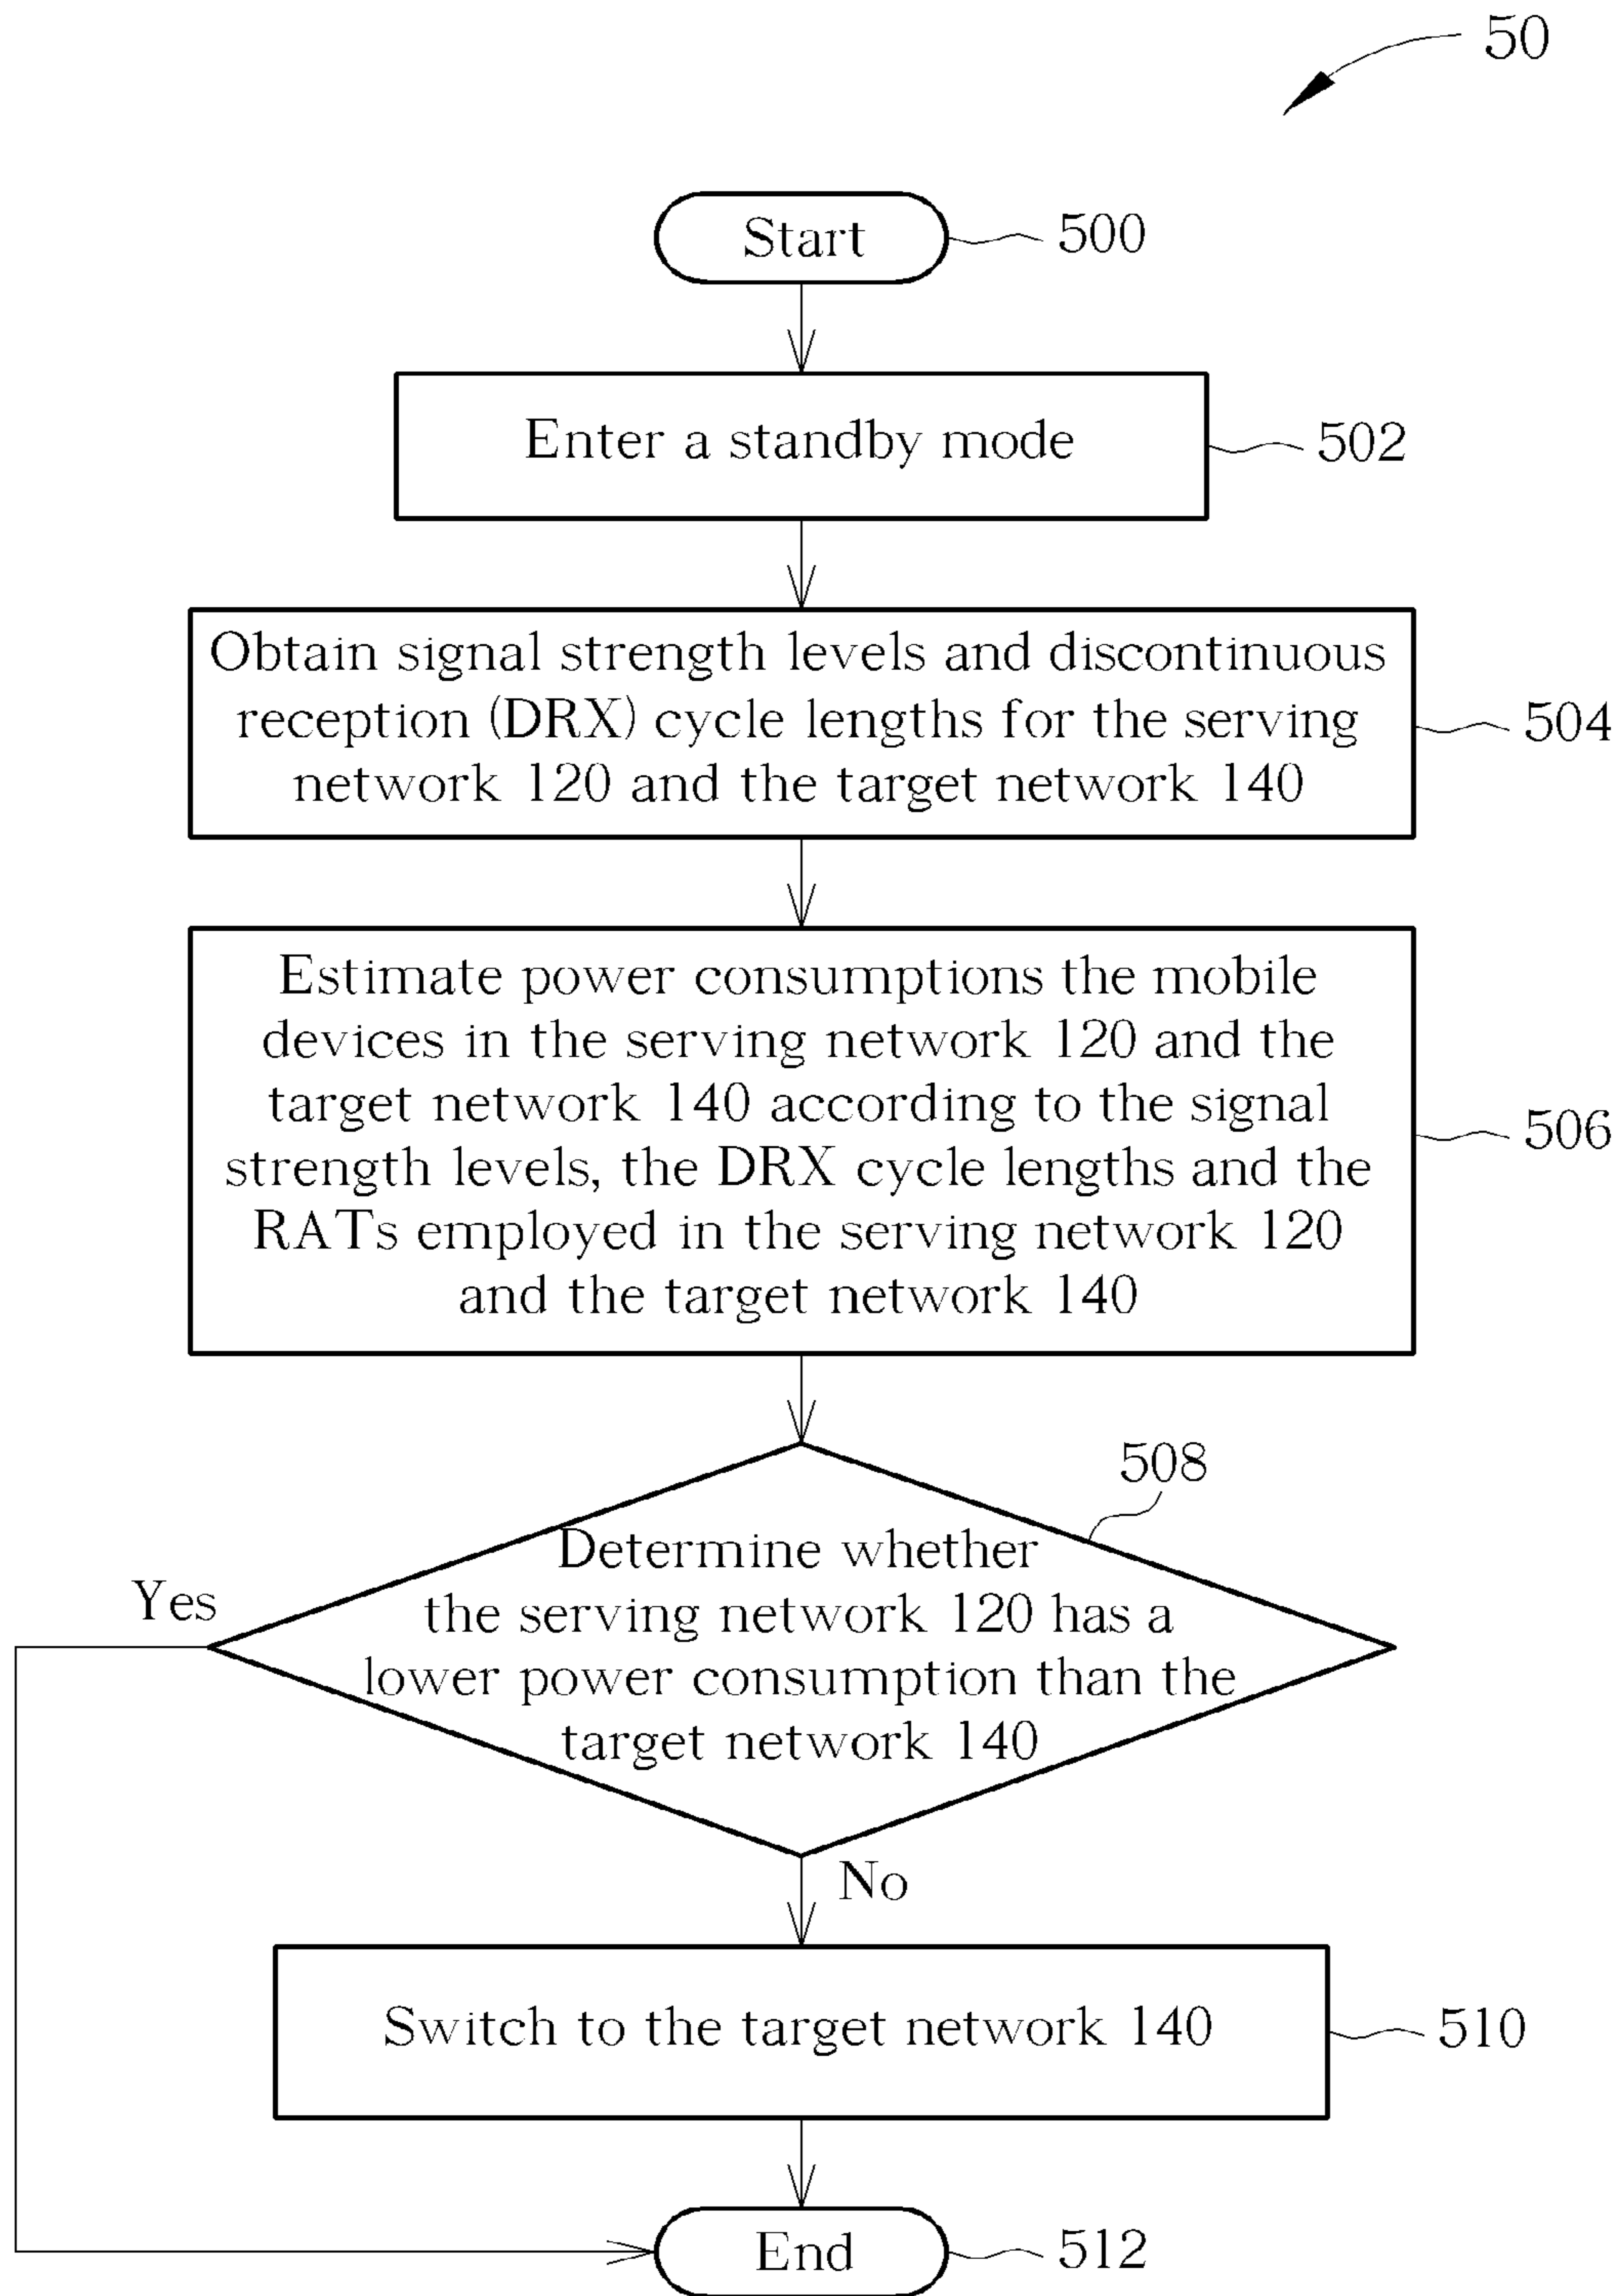 50
Start
500
Enter a standby mode
502
Obtain signal strength levels and discontinuous
reception (DRX) cycle lengths for the serving
network 120 and the target network 140
504
Estimate power consumptions the mobile
devices in the serving network 120 and the
target network 140 according to the signal
strength levels, the DRX cycle lengths and the
RATs employed in the serving network 120
and the target network 140
506
508
Determine whether
the serving network 120 has a
lower power consumption than the
target network 140
Yes
No
Switch to the target network 140
510
End
512